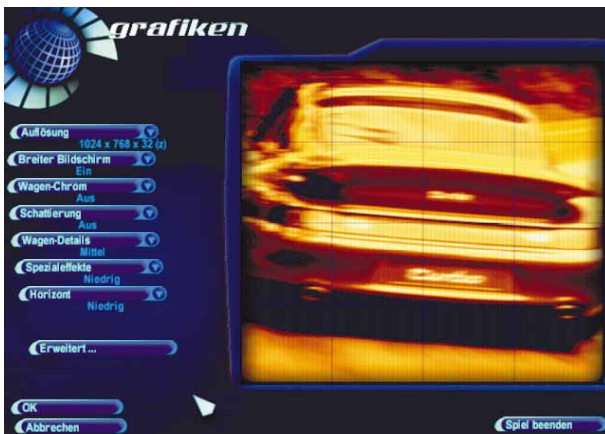 grafiken
Auflösung
1024 x 768 x 32 (z)
Breiter Bildschirm
Ein
Wagen-Chrom
Aus
Schattierung
Aus
Wagen-Details
Mittel
Spezialeffekte
Niedrig
Horizont
Niedrig
Erweitert ...
OK
Abbrechen
Turbo
Spiel beenden